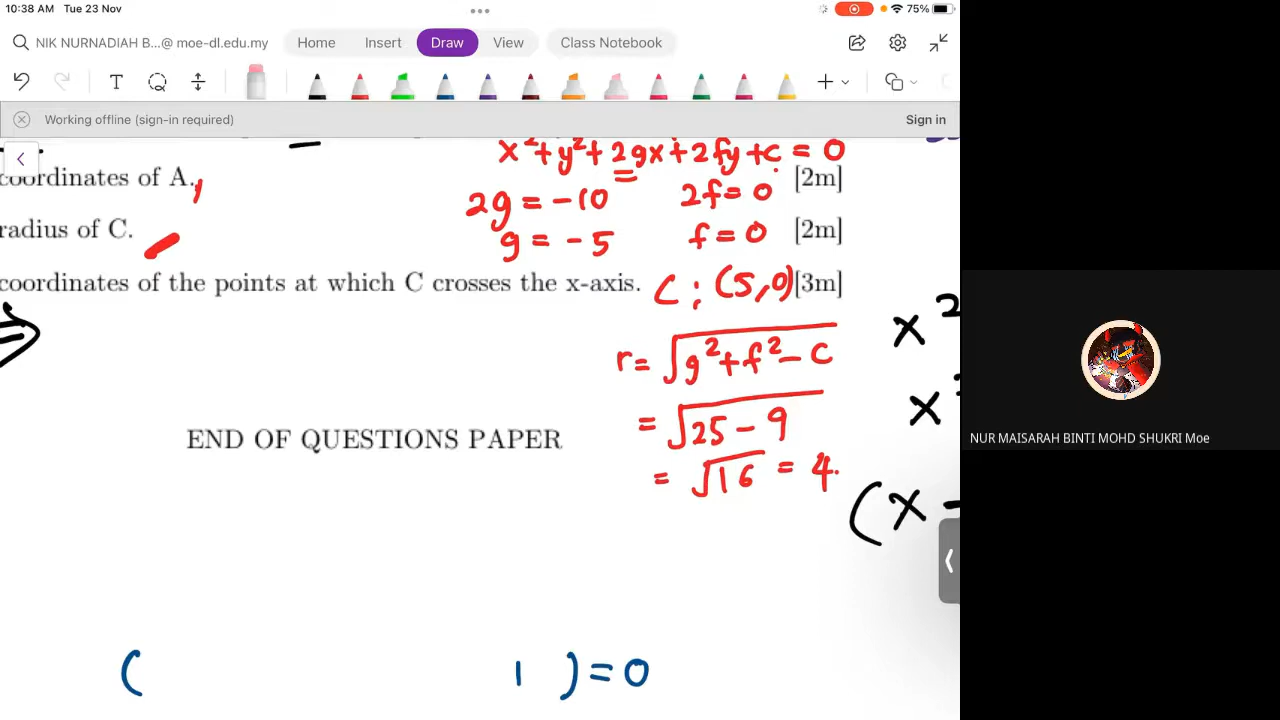 10:38 AM Tue 23 Nov
75%
NIK NURNADIAH B...@ moe-dl.edu.my
Home Insert Draw View Class Notebook
Working offline (sign-in required)
Sign in
x² + y² + 2gx + 2fy + c = 0
coordinates of A. [2m]
2g = -10 2f = 0
radius of C. [2m]
g = -5 f = 0
coordinates of the points at which C crosses the x-axis. [3m]
C : (5,0)
r = √g² + f² - c
= √25 - 9
= √16 = 4.
x²
x
(x -
END OF QUESTIONS PAPER
( 1 ) = 0
NUR MAISARAH BINTI MOHD SHUKRI Moe